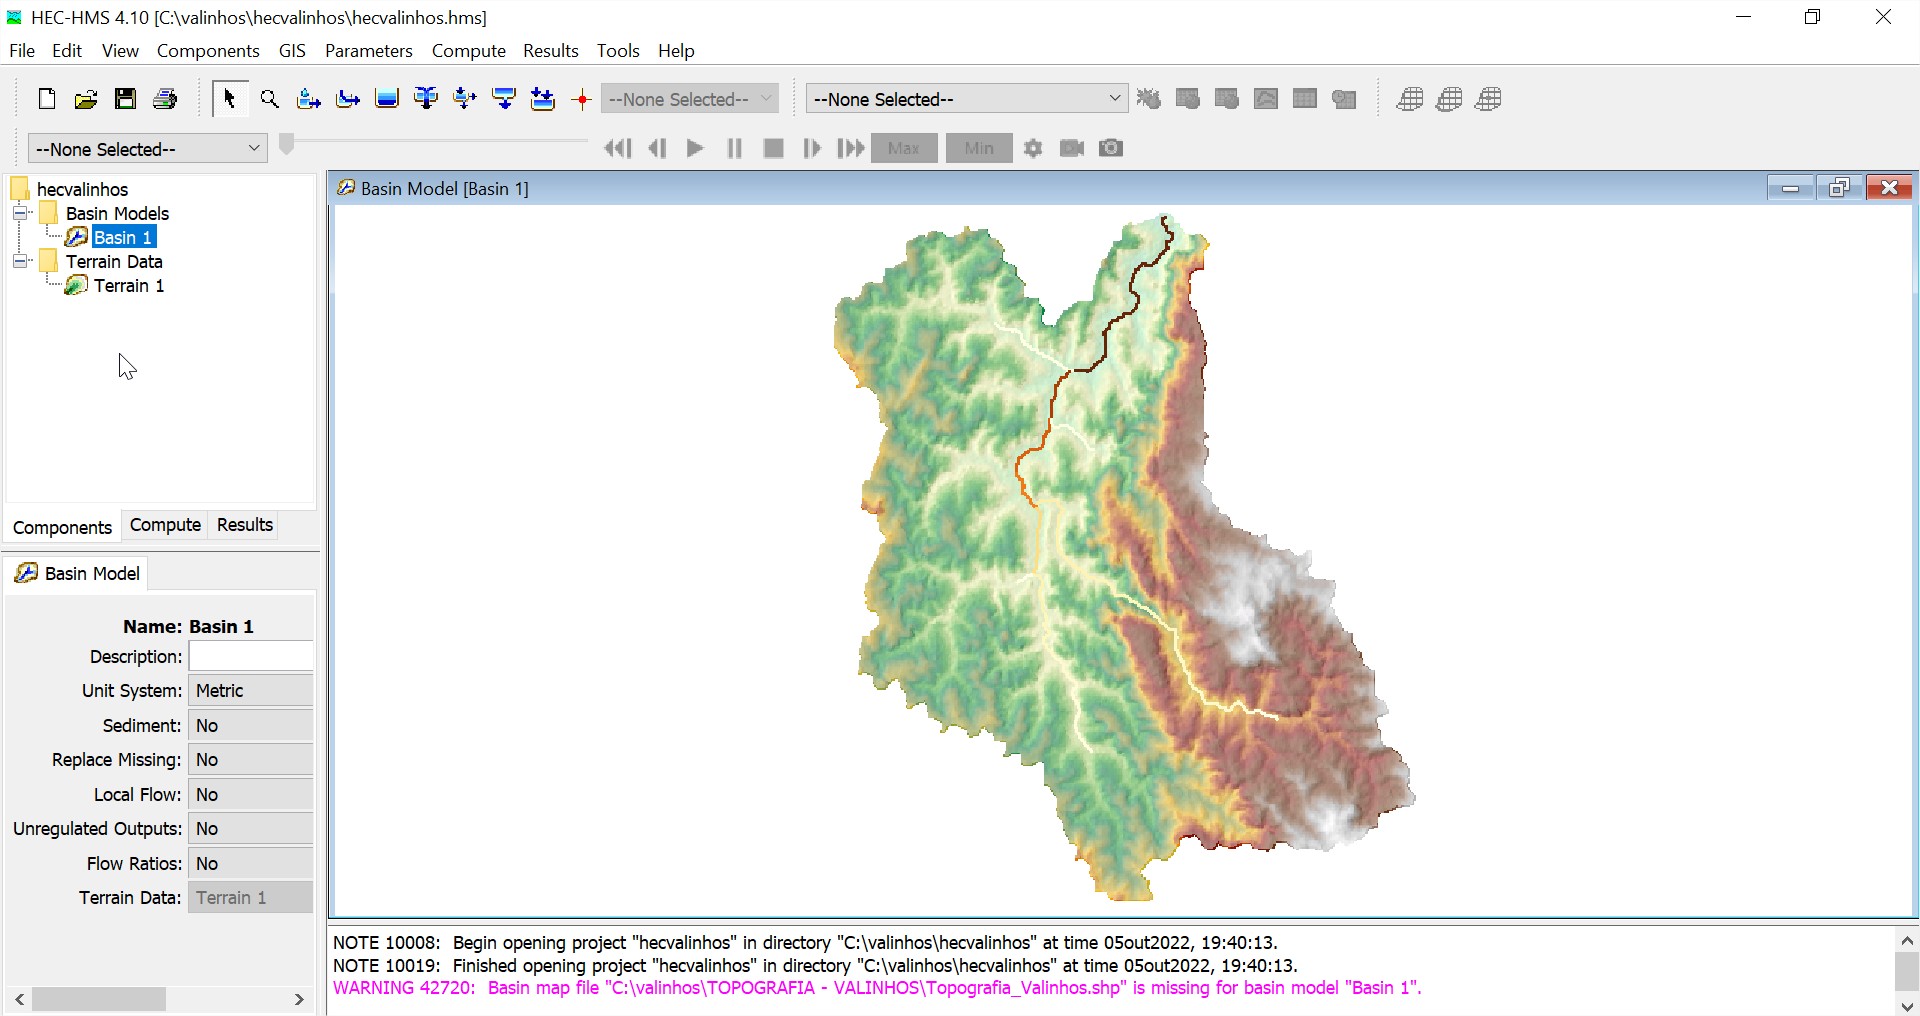 HEC-HMS 4.10 [C:\valinhos\hecvalinhos\hecvalinhos.hms]
File Edit View Components GIS Parameters Compute Results Tools Help
--None Selected-- --None Selected--
--None Selected-- Max Min
hecvalinhos
Basin Models
Basin 1
Terrain Data
Terrain 1
Components Compute Results
Basin Model
Name: Basin 1
Description:
Unit System: Metric
Sediment: No
Replace Missing: No
Local Flow: No
Unregulated Outputs: No
Flow Ratios: No
Terrain Data: Terrain 1
Basin Model [Basin 1]
NOTE 10008: Begin opening project "hecvalinhos" in directory "C:\valinhos\hecvalinhos" at time 05out2022, 19:40:13.
NOTE 10019: Finished opening project "hecvalinhos" in directory "C:\valinhos\hecvalinhos" at time 05out2022, 19:40:13.
WARNING 42720: Basin map file "C:\valinhos\TOPOGRAFIA - VALINHOS\Topografia_Valinhos.shp" is missing for basin model "Basin 1".